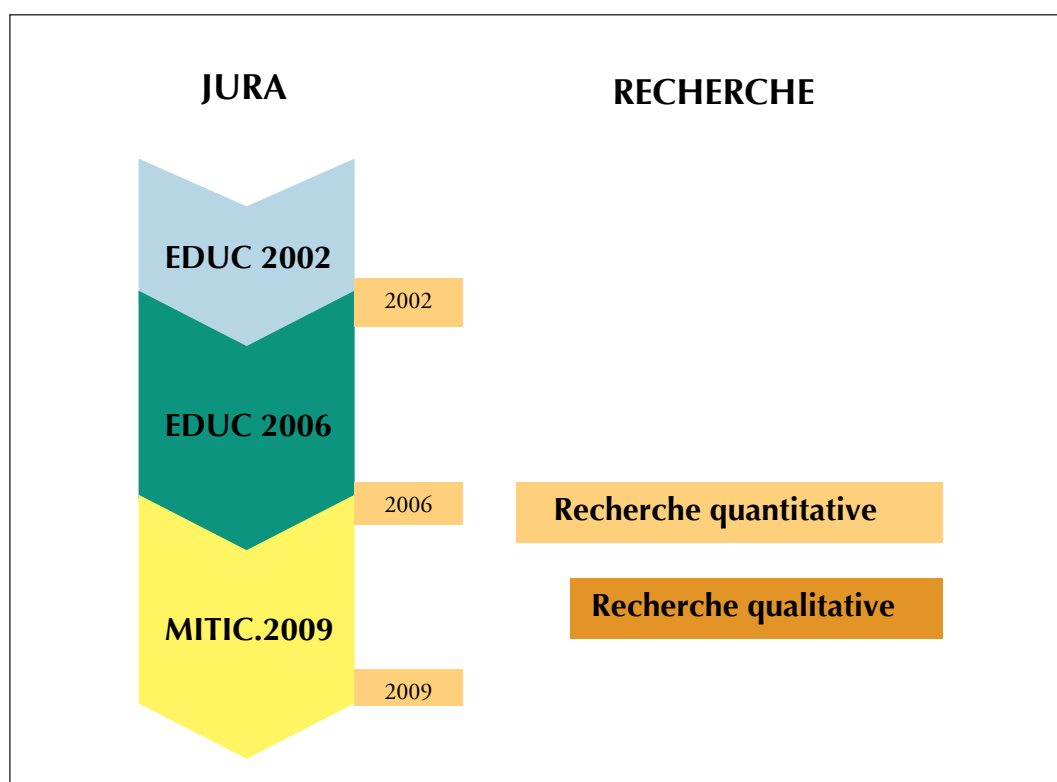 JURA
RECHERCHE
EDUC 2002
2002
EDUC 2006
2006
Recherche quantitative
Recherche qualitative
MITIC.2009
2009